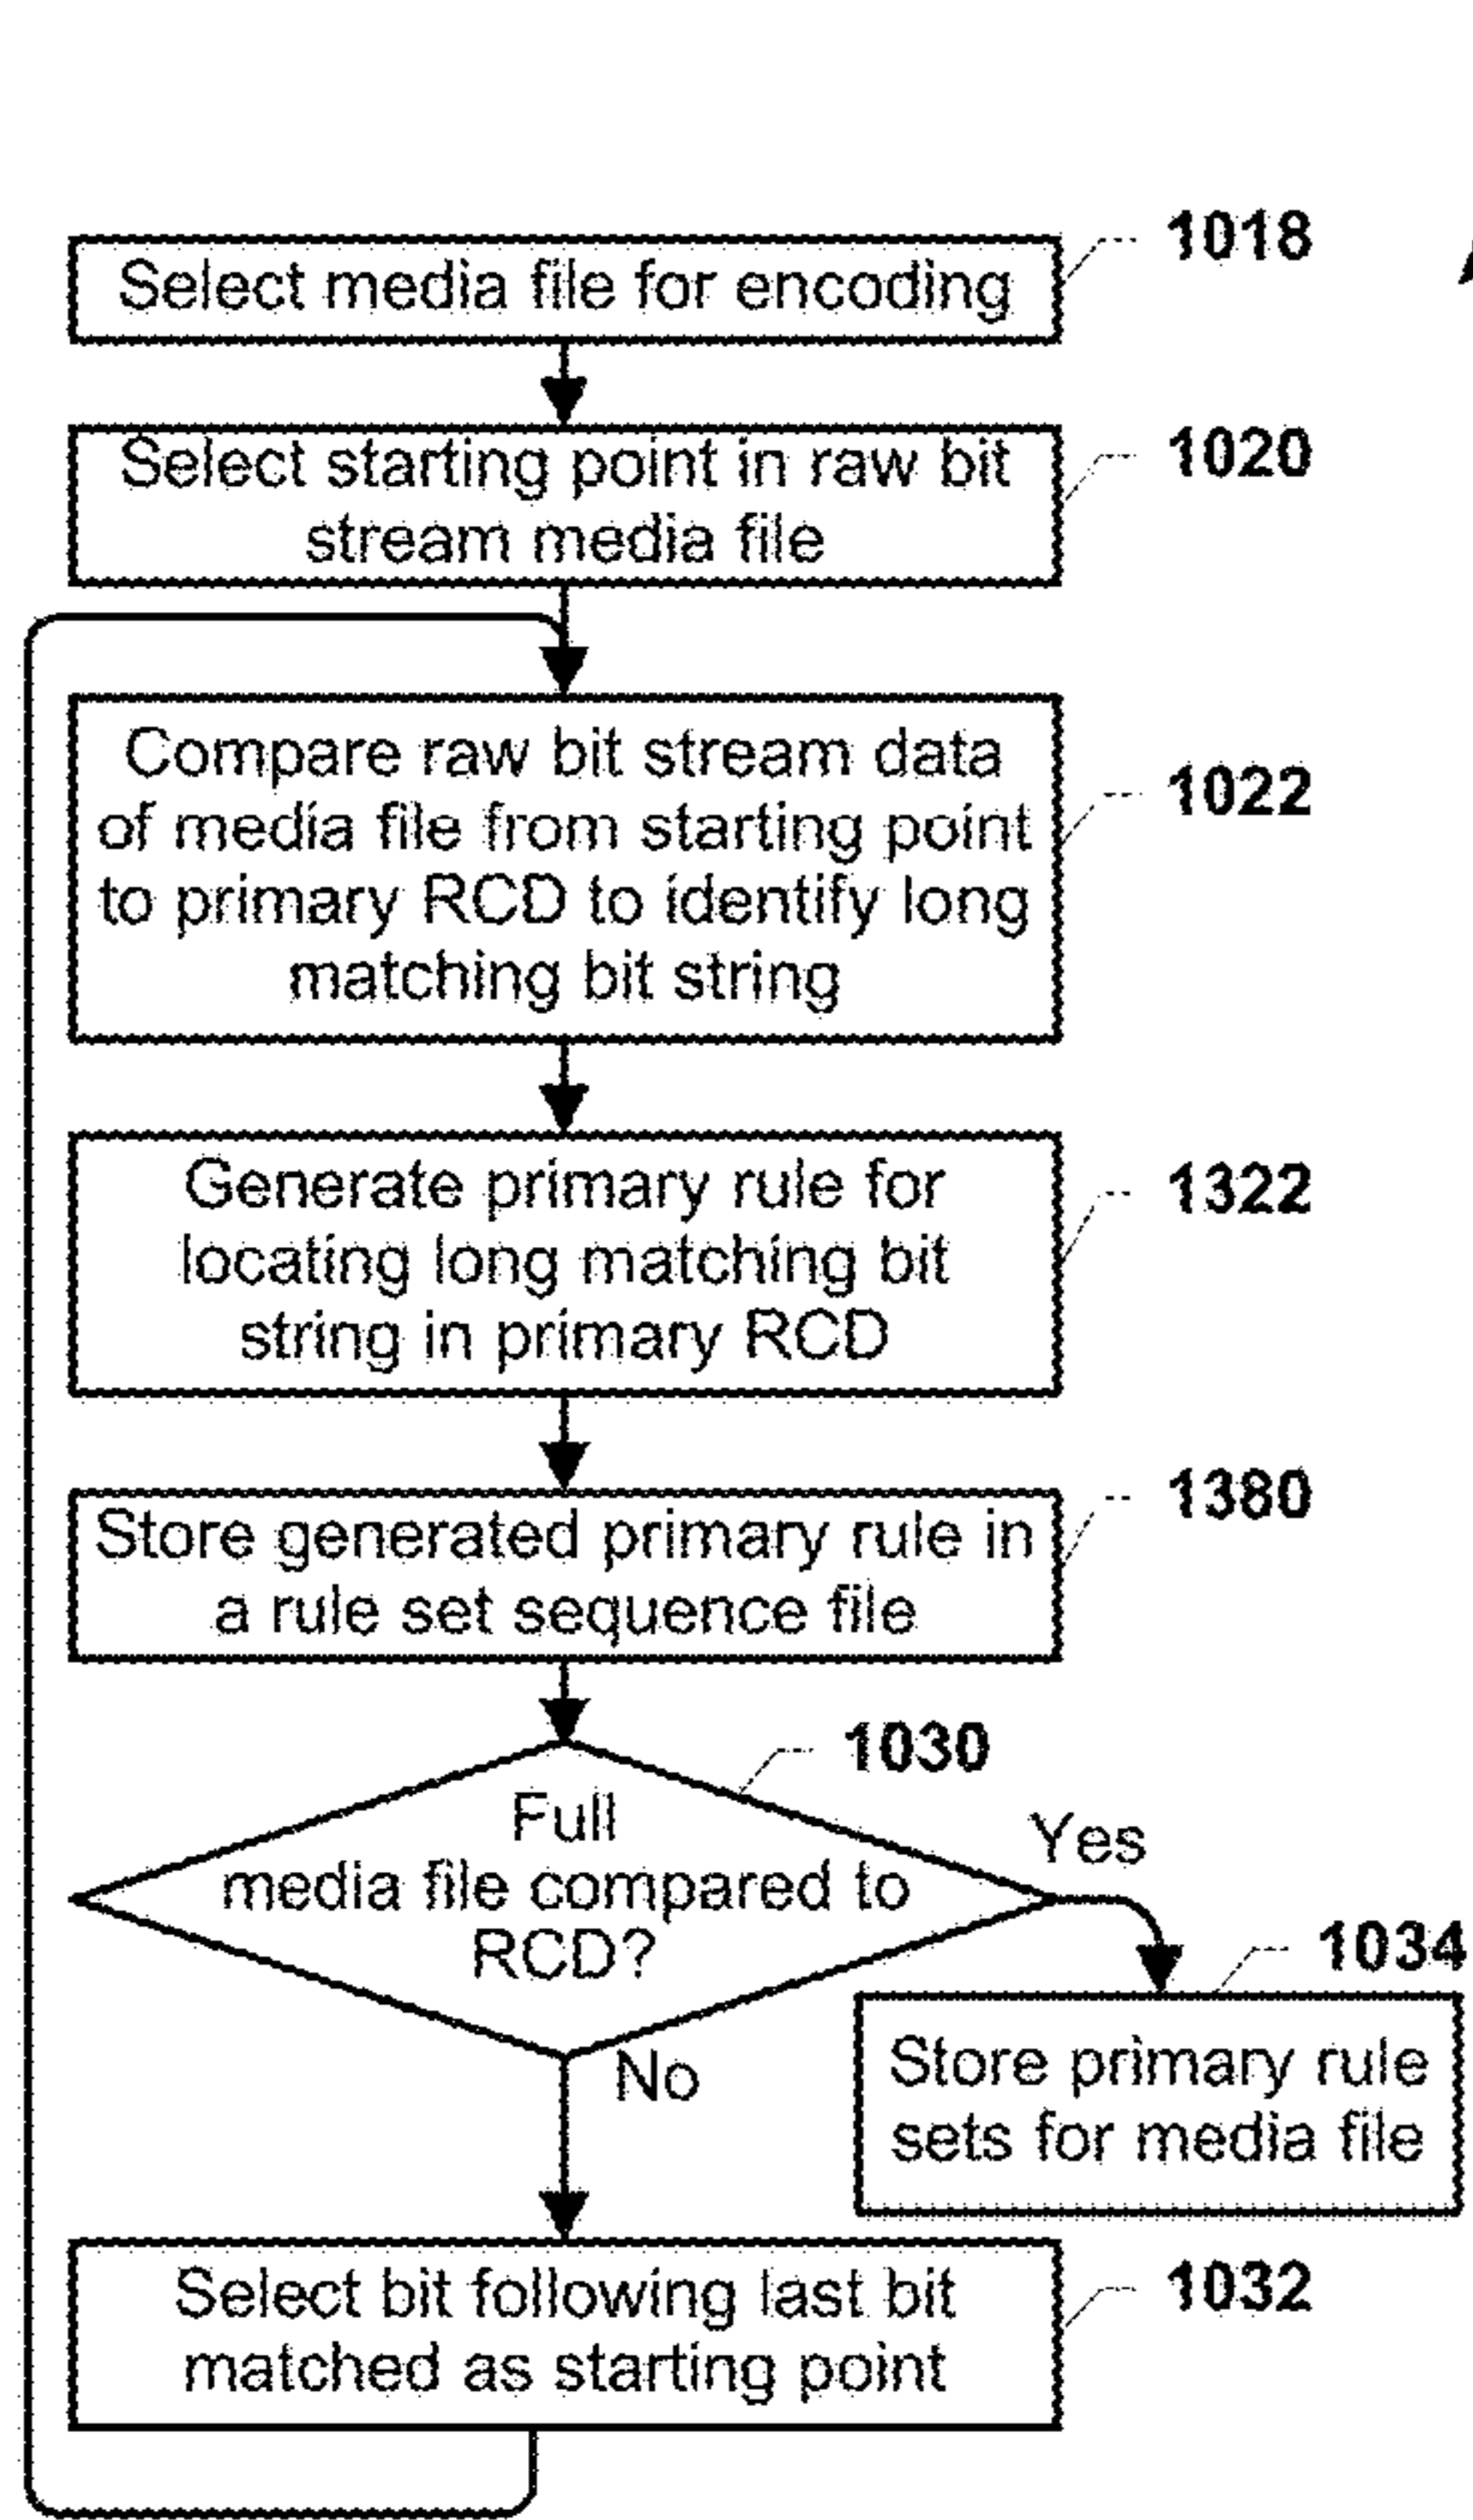 Select media file for encoding
1018
Select starting point in raw bit
stream media file
1020
Compare raw bit stream data
of media file from starting point
to primary RCD to identify long
matching bit string
1022
Generate primary rule for
locating long matching bit
string in primary RCD
1322
Store generated primary rule in
a rule set sequence file
1380
1030
Full
media file compared to
RCD?
Yes
No
1034
Store primary rule
sets for media file
Select bit following last bit
matched as starting point
1032